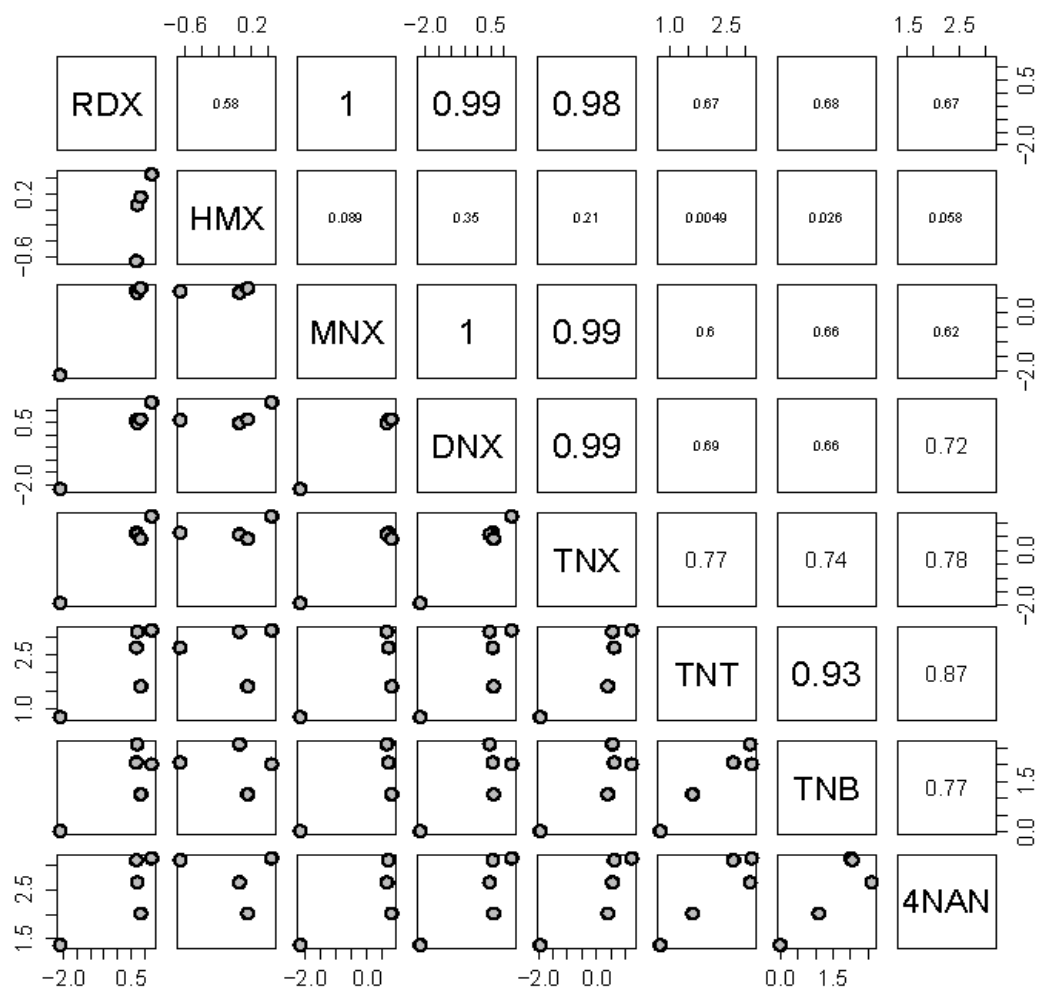 −0.6 0.2 −2.0 0.5 1.0 2.5 1.5 2.5
RDX 0.58 1 0.99 0.98 0.67 0.68 0.67 −2.0 0.5
−0.6 0.2 HMX 0.089 0.35 0.21 0.0049 0.026 0.058
MNX 1 0.99 0.6 0.66 0.62 −2.0 0.0
−2.0 0.5 DNX 0.99 0.69 0.66 0.72
TNX 0.77 0.74 0.78 −2.0 0.0
1.0 2.5 TNT 0.93 0.87
TNB 0.77 0.0 1.5
1.5 2.5 4NAN
−2.0 0.5 −2.0 0.0 −2.0 0.0 0.0 1.5